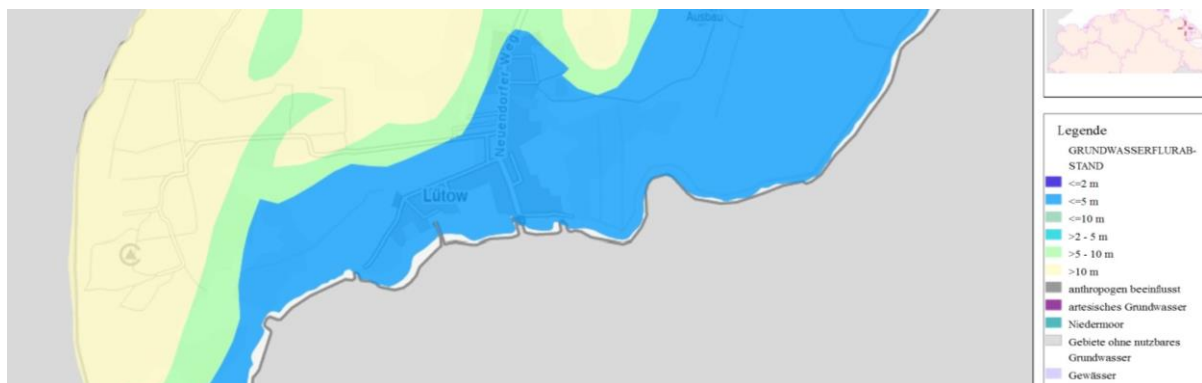 Ausbau
Neuendorfer-Weg
Lütow
Legende
GRUNDWASSERFLURAB-
STAND
<=2 m
<=5 m
<=10 m
>2 - 5 m
>5 - 10 m
>10 m
anthropogen beeinflusst
artesisches Grundwasser
Niedermoor
Gebiete ohne nutzbares
Grundwasser
Gewässer